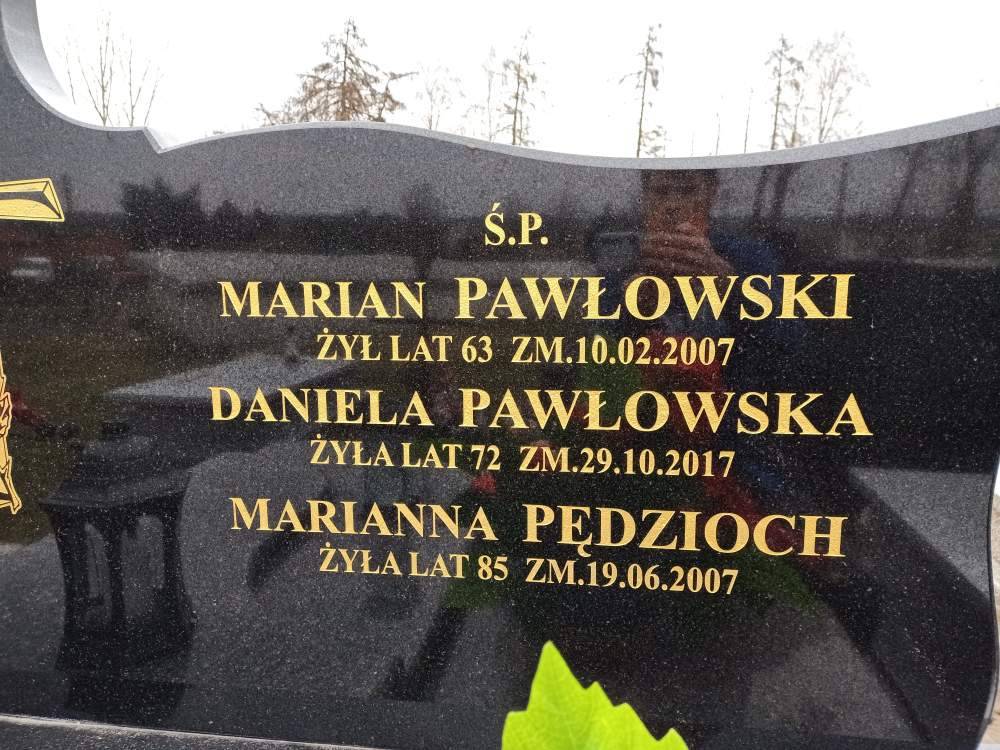 Ś.P.
MARIAN PAWŁOWSKI
ŻYŁ LAT 63 ZM.10.02.2007
DANIELA PAWŁOWSKA
ŻYŁA LAT 72 ZM.29.10.2017
MARIANNA PĘDZIOCH
ŻYŁA LAT 85 ZM.19.06.2007